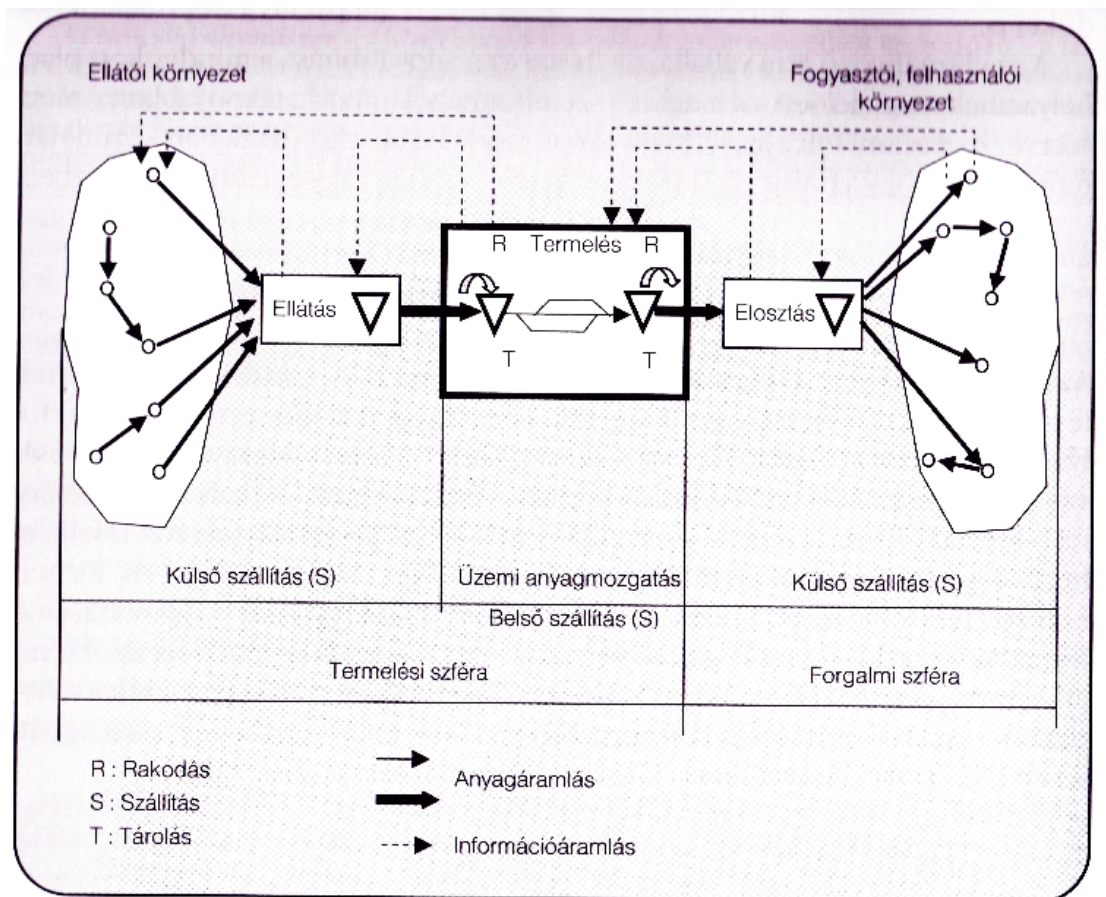 Ellátói környezet
Fogyasztói, felhasználói
környezet
R Termelés R
Ellátás
Elosztás
T T
Külső szállítás (S)
Üzemi anyagmozgatás
Külső szállítás (S)
Belső szállítás (S)
Termelési szféra
Forgalmi szféra
R : Rakodás
S : Szállítás
T : Tárolás
Anyagáramlás
Információáramlás